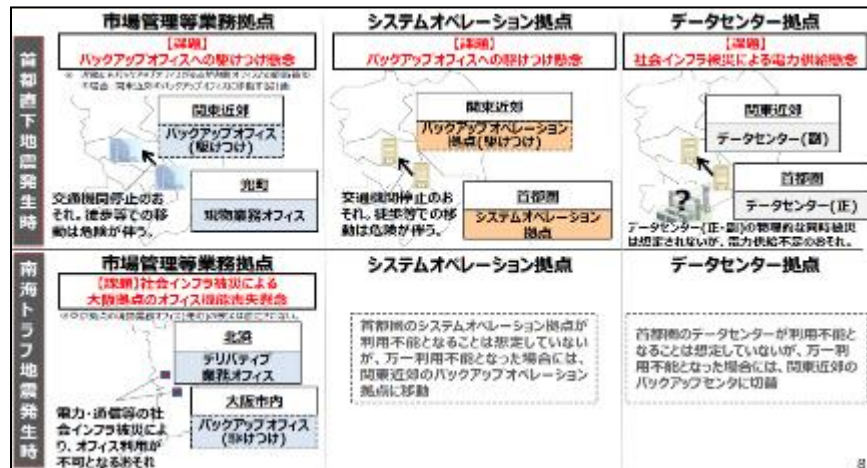 市場管理等業務拠点
システムオペレーション拠点
データセンター拠点
首都直下地震発生時
【課題】
バックアップオフィスへの駆けつけ懸念
関東近郊
バックアップオフィス
(駆けつけ)
兜町
現物業務オフィス
交通機関停止のお
それ。徒歩等での移
動は危険が伴う。
【課題】
バックアップオフィスへの駆けつけ懸念
関東近郊
バックアップオペレーション
拠点(駆けつけ)
首都圏
システムオペレーション
拠点
交通機関停止のお
それ。徒歩等での移
動は危険が伴う。
【課題】
社会インフラ被災による電力供給懸念
関東近郊
データセンター(副)
首都圏
データセンター(正)
?
データセンター(正・副)の物理的な同時被災
は想定されないが、電力供給不足のおそれ。
南海トラフ地震発生時
市場管理等業務拠点
システムオペレーション拠点
データセンター拠点
【課題】社会インフラ被災による
大阪拠点のオフィス機能喪失懸念
北浜
デリバティブ
業務オフィス
大阪市内
バックアップオフィス
(駆けつけ)
電力・通信等の社
会インフラ被災によ
り、オフィス利用が
不可となるおそれ
首都圏のシステムオペレーション拠点が
利用不能となることは想定していない
が、万一利用不能となった場合には、
関東近郊のバックアップオペレーション
拠点に移動
首都圏のデータセンターが利用不能と
なることは想定していないが、万一利
用不能となった場合には、関東近郊の
バックアップセンタに切替